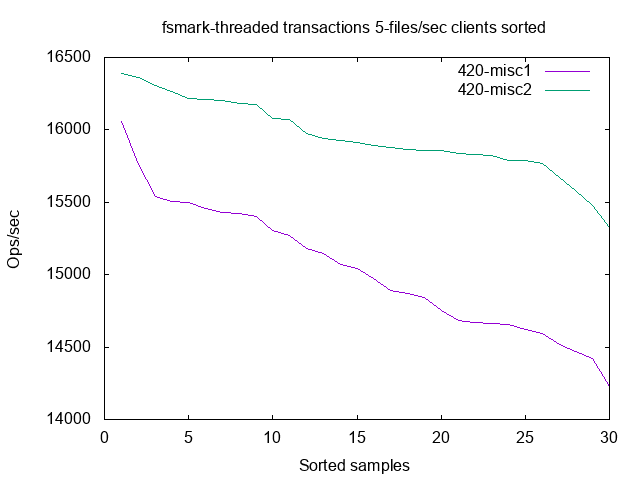 fsmark-threaded transactions 5-files/sec clients sorted
16500
16000
15500
15000
14500
14000
0 5 10 15 20 25 30
Ops/sec
Sorted samples
420-misc1
420-misc2